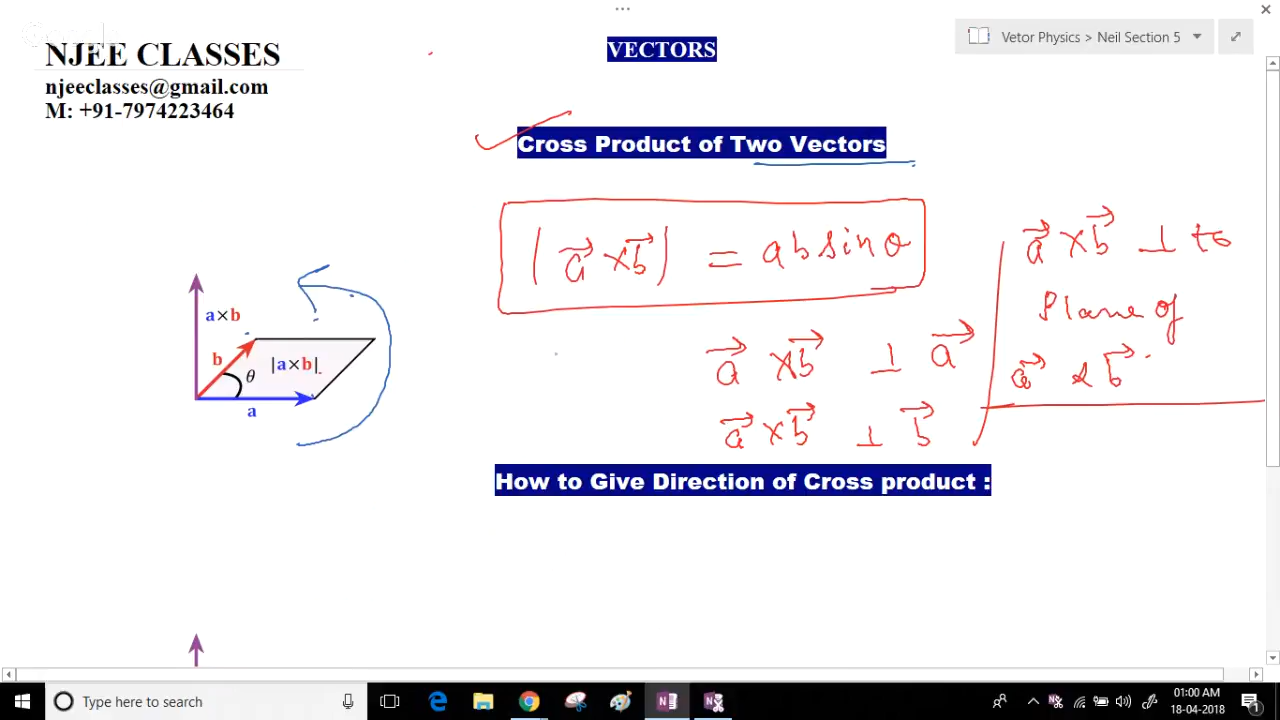 NJEE CLASSES
njeeclasses@gmail.com
M: +91-7974223464
VECTORS
Vetor Physics > Neil Section 5
Cross Product of Two Vectors
|a⃗ × b⃗| = ab sin θ
a⃗ × b⃗ ⊥ to
Plane of
a⃗ & b⃗
a⃗ × b⃗ ⊥ a⃗
a⃗ × b⃗ ⊥ b⃗
a×b
b
θ
|a×b|
a
How to Give Direction of Cross product :
Type here to search
01:00 AM
18-04-2018
1